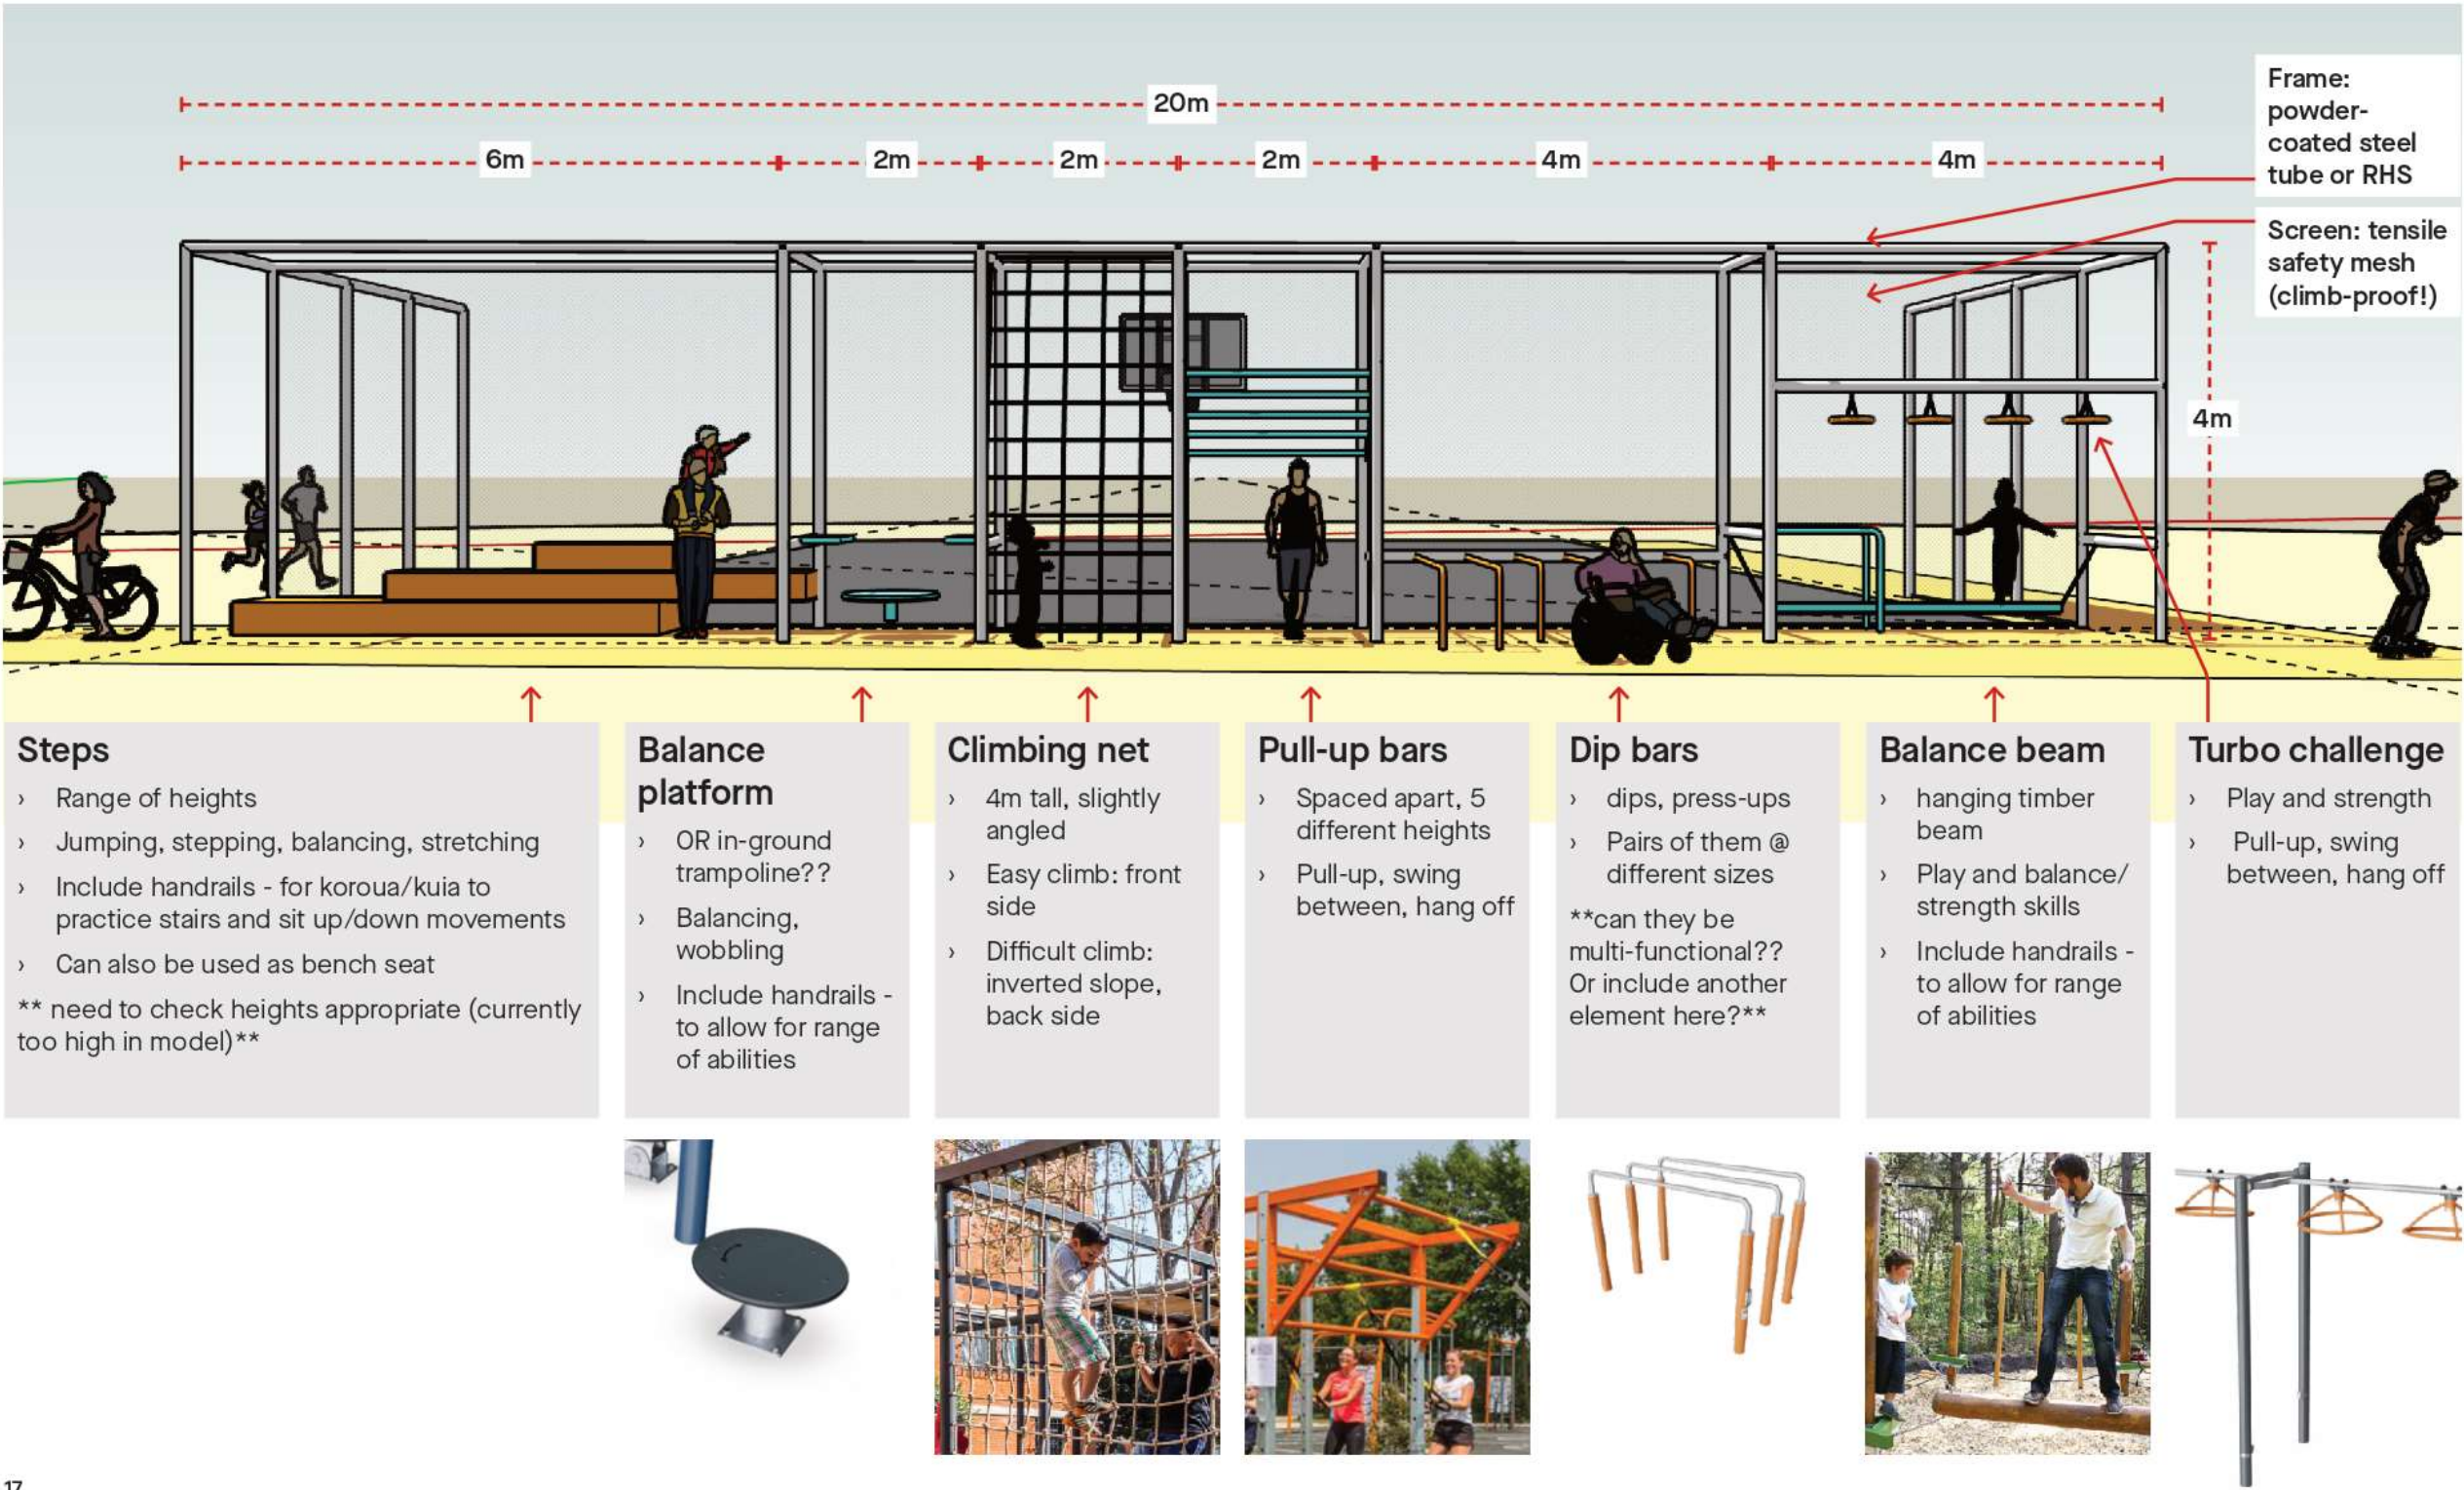 20m
6m
2m
2m
2m
4m
4m
Frame:
powder-
coated steel
tube or RHS
Screen: tensile
safety mesh
(climb-proof!)
4m
Steps
› Range of heights
› Jumping, stepping, balancing, stretching
› Include handrails - for koroua/kuia to
practice stairs and sit up/down movements
› Can also be used as bench seat
** need to check heights appropriate (currently
too high in model)**
Balance
platform
› OR in-ground
trampoline??
› Balancing,
wobbling
› Include handrails -
to allow for range
of abilities
Climbing net
› 4m tall, slightly
angled
› Easy climb: front
side
› Difficult climb:
inverted slope,
back side
Pull-up bars
› Spaced apart, 5
different heights
› Pull-up, swing
between, hang off
Dip bars
› dips, press-ups
› Pairs of them @
different sizes
**can they be
multi-functional??
Or include another
element here?**
Balance beam
› hanging timber
beam
› Play and balance/
strength skills
› Include handrails -
to allow for range
of abilities
Turbo challenge
› Play and strength
› Pull-up, swing
between, hang off
17